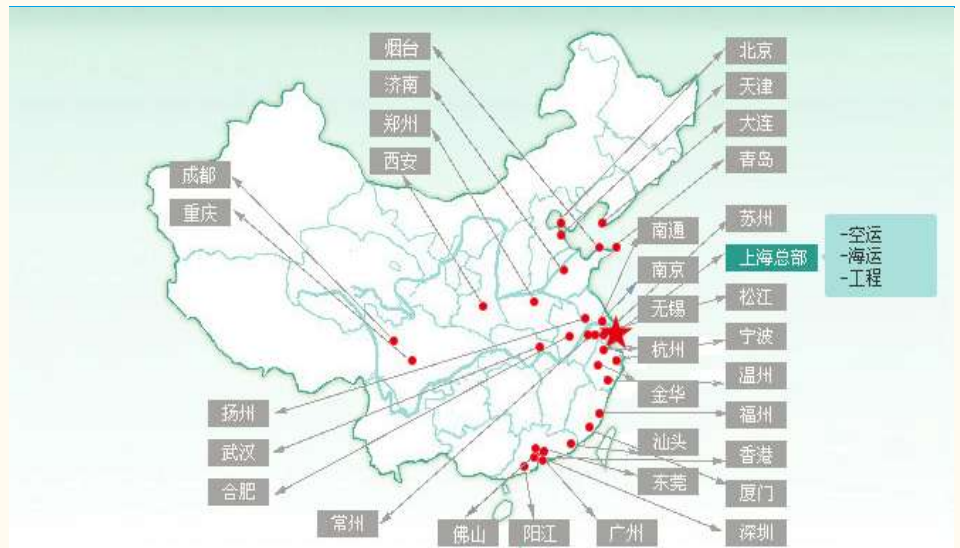 烟台
济南
郑州
西安
成都
重庆
北京
天津
大连
青岛
苏州
南通
上海总部
-空运
-海运
-工程
南京
无锡
松江
杭州
宁波
温州
金华
福州
扬州
武汉
合肥
常州
佛山
阳江
广州
汕头
香港
东莞
厦门
深圳